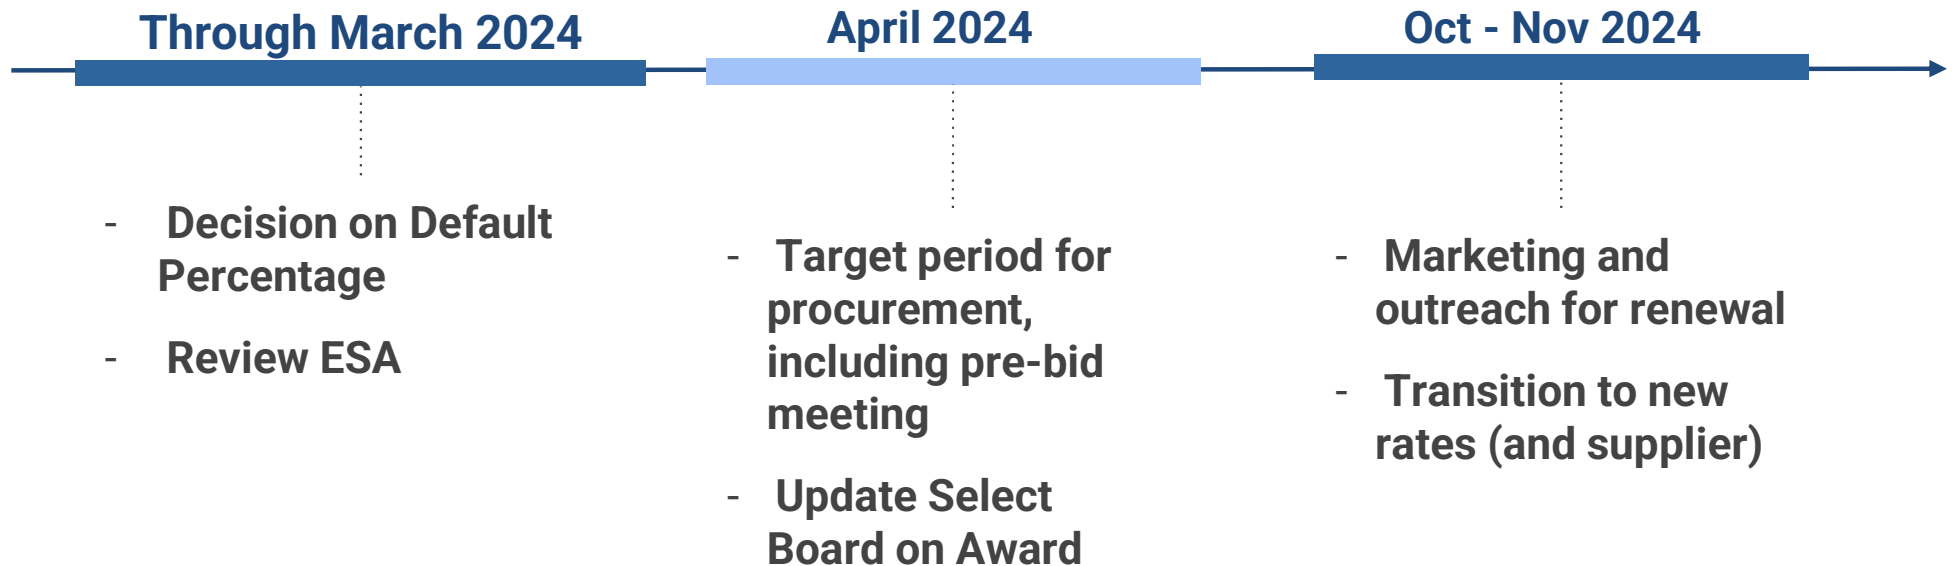 Through March 2024
- Decision on Default
Percentage
- Review ESA
April 2024
- Target period for
procurement,
including pre-bid
meeting
- Update Select
Board on Award
Oct - Nov 2024
- Marketing and
outreach for renewal
- Transition to new
rates (and supplier)